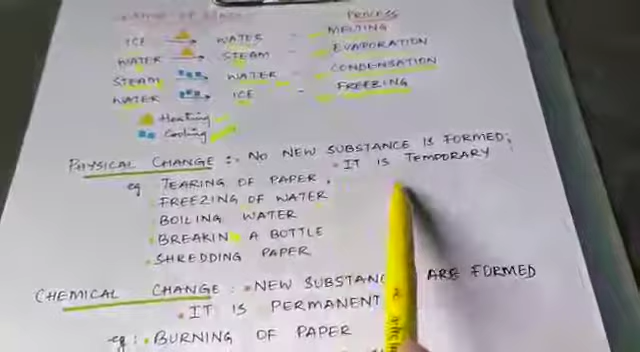 PROCESS
ICE → WATER - MELTING
WATER → STEAM - EVAPORATION
STEAM → WATER - CONDENSATION
WATER → ICE - FREEZING
Heating
Cooling
PHYSICAL CHANGE :- NO NEW SUBSTANCE IS FORMED;
• IT IS TEMPORARY
eg TEARING OF PAPER.
• FREEZING OF WATER
BOILING WATER
• BREAKIN A BOTTLE
• SHREDDING PAPER
CHEMICAL CHANGE :- • NEW SUBSTANC ARE FORMED
• IT IS PERMANENT
eg: • BURNING OF PAPER